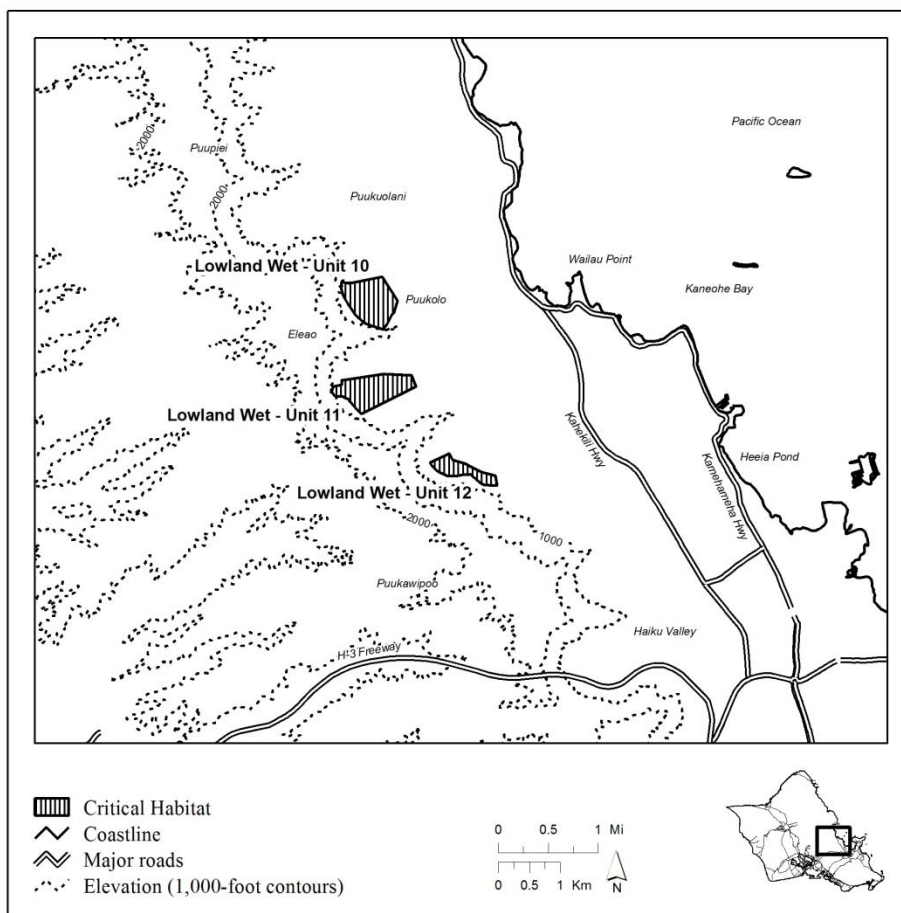 Pacific Ocean
2000
Puupiei
2000
Puukuolani
Wailau Point
Lowland Wet - Unit 10
Kaneohe Bay
Puukolo
Eleao
Lowland Wet - Unit 11
Kahekili Hwy
Kamehameha Hwy
Heeia Pond
Lowland Wet - Unit 12
2000
1000
Puukawipoo
Haiku Valley
H-3 Freeway
Critical Habitat
Coastline
Major roads
Elevation (1,000-foot contours)
0 0.5 1 Mi
0 0.5 1 Km
N